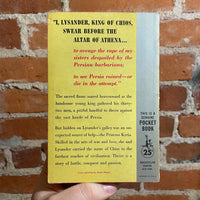 "I, LYSANDER, KING OF CHIOS,
SWEAR BEFORE THE
ALTAR OF ATHENA...
to avenge the rape of my
sisters despoiled by the
Persian barbarians;
to see Persia ruined—or
die in the attempt."
The sacred flame soared heavenward as the
handsome young king gathered his thirty-
five men, a pitiful handful to throw against
the vast horde of Persia.
But hidden on Lysander's galley was an un-
suspected source of help—the Princess
Skilled in the arts of war and love, she and
Lysander carried the name of Chios to the
farthest reaches of civilization. Theirs is a
story of battle, conquest and passion.
THIS IS A
GENUINE
POCKET
BOOK
25¢